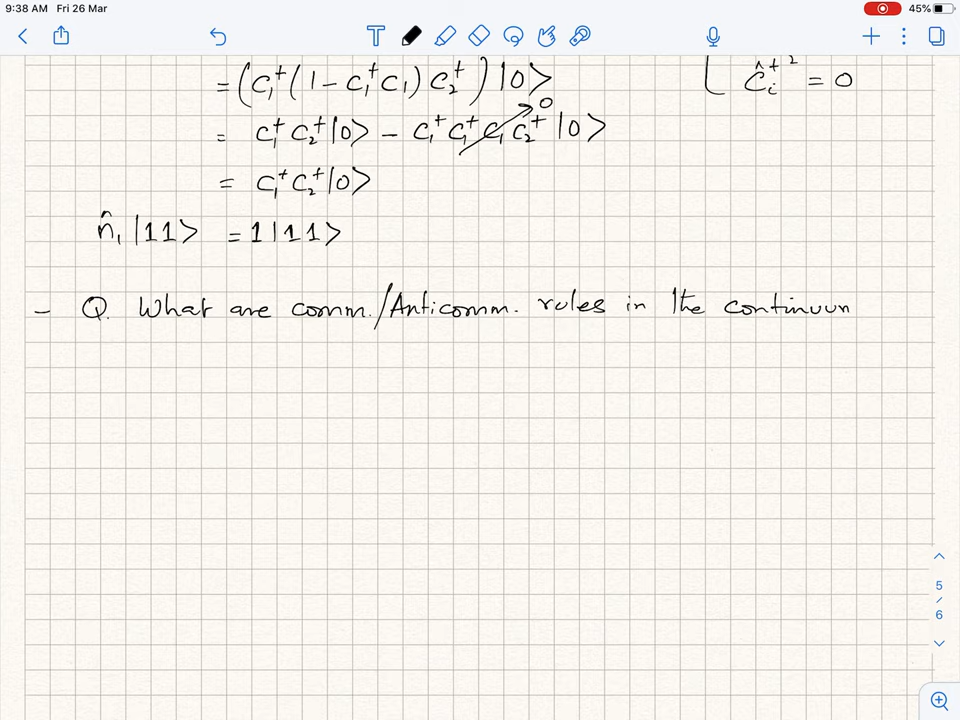 9:38 AM Fri 26 Mar 45%
= (C₁⁺(1 - C₁⁺C₁) C₂⁺) |0> [ Ĉᵢ⁺² = 0
= C₁⁺C₂⁺|0> - C₁⁺C₁⁺C₁C₂⁺|0> 0
= C₁⁺C₂⁺|0>
n̂₁ |11> = 1 |11>
- Q. What are comm./Anticomm. rules in the continuun
5
/
6